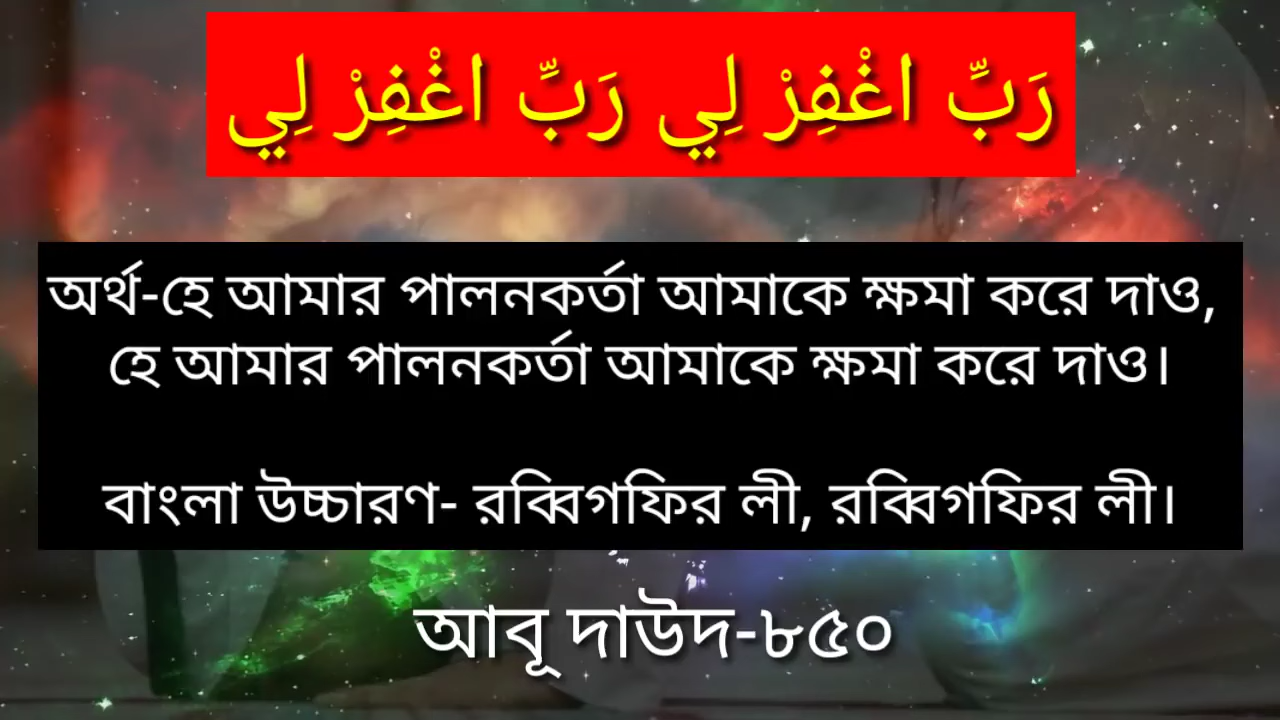 رَبِّ اغْفِرْ لِي رَبِّ اغْفِرْ لِي
অর্থ-হে আমার পালনকর্তা আমাকে ক্ষমা করে দাও,
হে আমার পালনকর্তা আমাকে ক্ষমা করে দাও।
বাংলা উচ্চারণ- রব্বিগফির লী, রব্বিগফির লী।
আবূ দাউদ-৮৫০